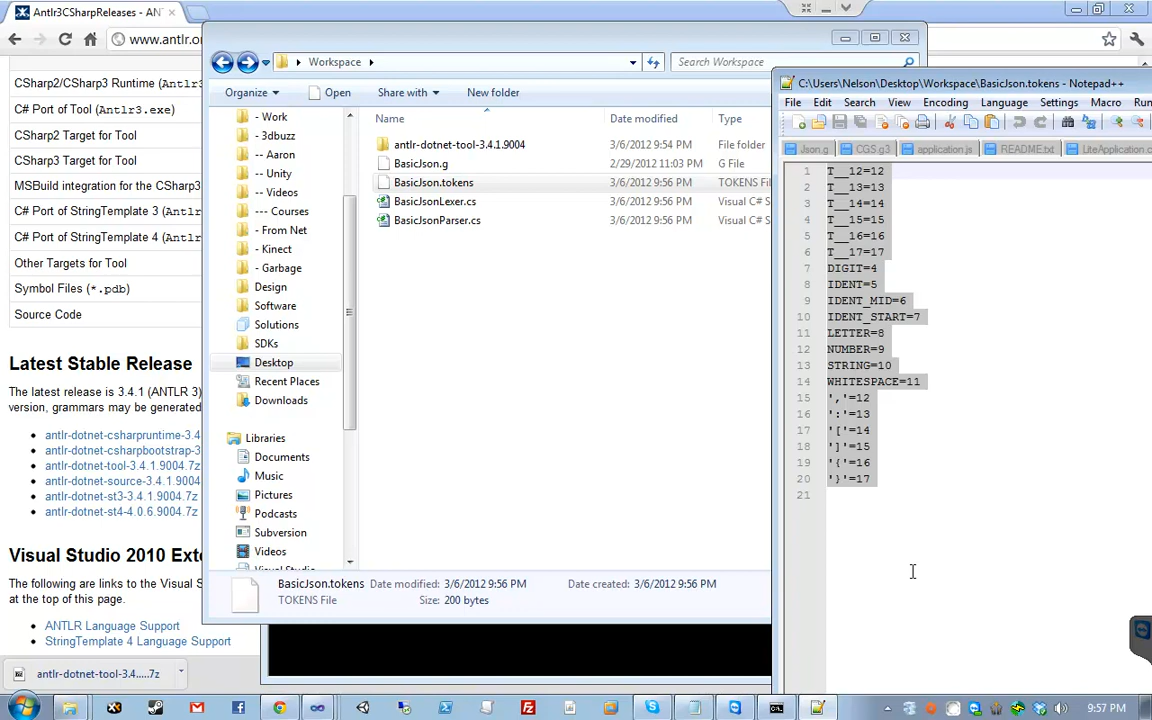 Antlr3CSharpReleases - AN
www.antlr.o
CSharp2/CSharp3 Runtime (Antlr3
C# Port of Tool (Antlr3.exe)
CSharp2 Target for Tool
CSharp3 Target for Tool
MSBuild integration for the CSharp3
C# Port of StringTemplate 3 (Antlr
C# Port of StringTemplate 4 (Antlr
Other Targets for Tool
Symbol Files (*.pdb)
Source Code
Latest Stable Release
The latest release is 3.4.1 (ANTLR 3)
version, grammars may be generated
antlr-dotnet-csharpruntime-3.4
antlr-dotnet-csharpbootstrap-3
antlr-dotnet-tool-3.4.1.9004.7z
antlr-dotnet-source-3.4.1.9004
antlr-dotnet-st3-3.4.1.9004.7z
antlr-dotnet-st4-4.0.6.9004.7z
Visual Studio 2010 Exte
The following are links to the Visual S
at the top of this page.
ANTLR Language Support
StringTemplate 4 Language Support
antlr-dotnet-tool-3.4.....7z
Workspace
Search Workspace
Organize
Open
Share with
New folder
- Work
- 3dbuzz
-- Aaron
-- Unity
-- Videos
--- Courses
- From Net
- Kinect
- Garbage
Design
Software
Solutions
SDKs
Desktop
Recent Places
Downloads
Libraries
Documents
Music
Pictures
Podcasts
Subversion
Videos
Name Date modified Type
antlr-dotnet-tool-3.4.1.9004 3/6/2012 9:54 PM File folder
BasicJson.g 2/29/2012 11:03 PM G File
BasicJson.tokens 3/6/2012 9:56 PM TOKENS Fil
BasicJsonLexer.cs 3/6/2012 9:56 PM Visual C# S
BasicJsonParser.cs 3/6/2012 9:56 PM Visual C# S
BasicJson.tokens Date modified: 3/6/2012 9:56 PM Date created: 3/6/2012 9:56 PM
TOKENS File Size: 200 bytes
C:\Users\Nelson\Desktop\Workspace\BasicJson.tokens - Notepad++
File Edit Search View Encoding Language Settings Macro Run
Json.g CGS.g3 application.js README.txt LiteApplication.c
1 T__12=12
2 T__13=13
3 T__14=14
4 T__15=15
5 T__16=16
6 T__17=17
7 DIGIT=4
8 IDENT=5
9 IDENT_MID=6
10 IDENT_START=7
11 LETTER=8
12 NUMBER=9
13 STRING=10
14 WHITESPACE=11
15 ','=12
16 ':'=13
17 '['=14
18 ']'=15
19 '{'=16
20 '}'=17
21
9:57 PM